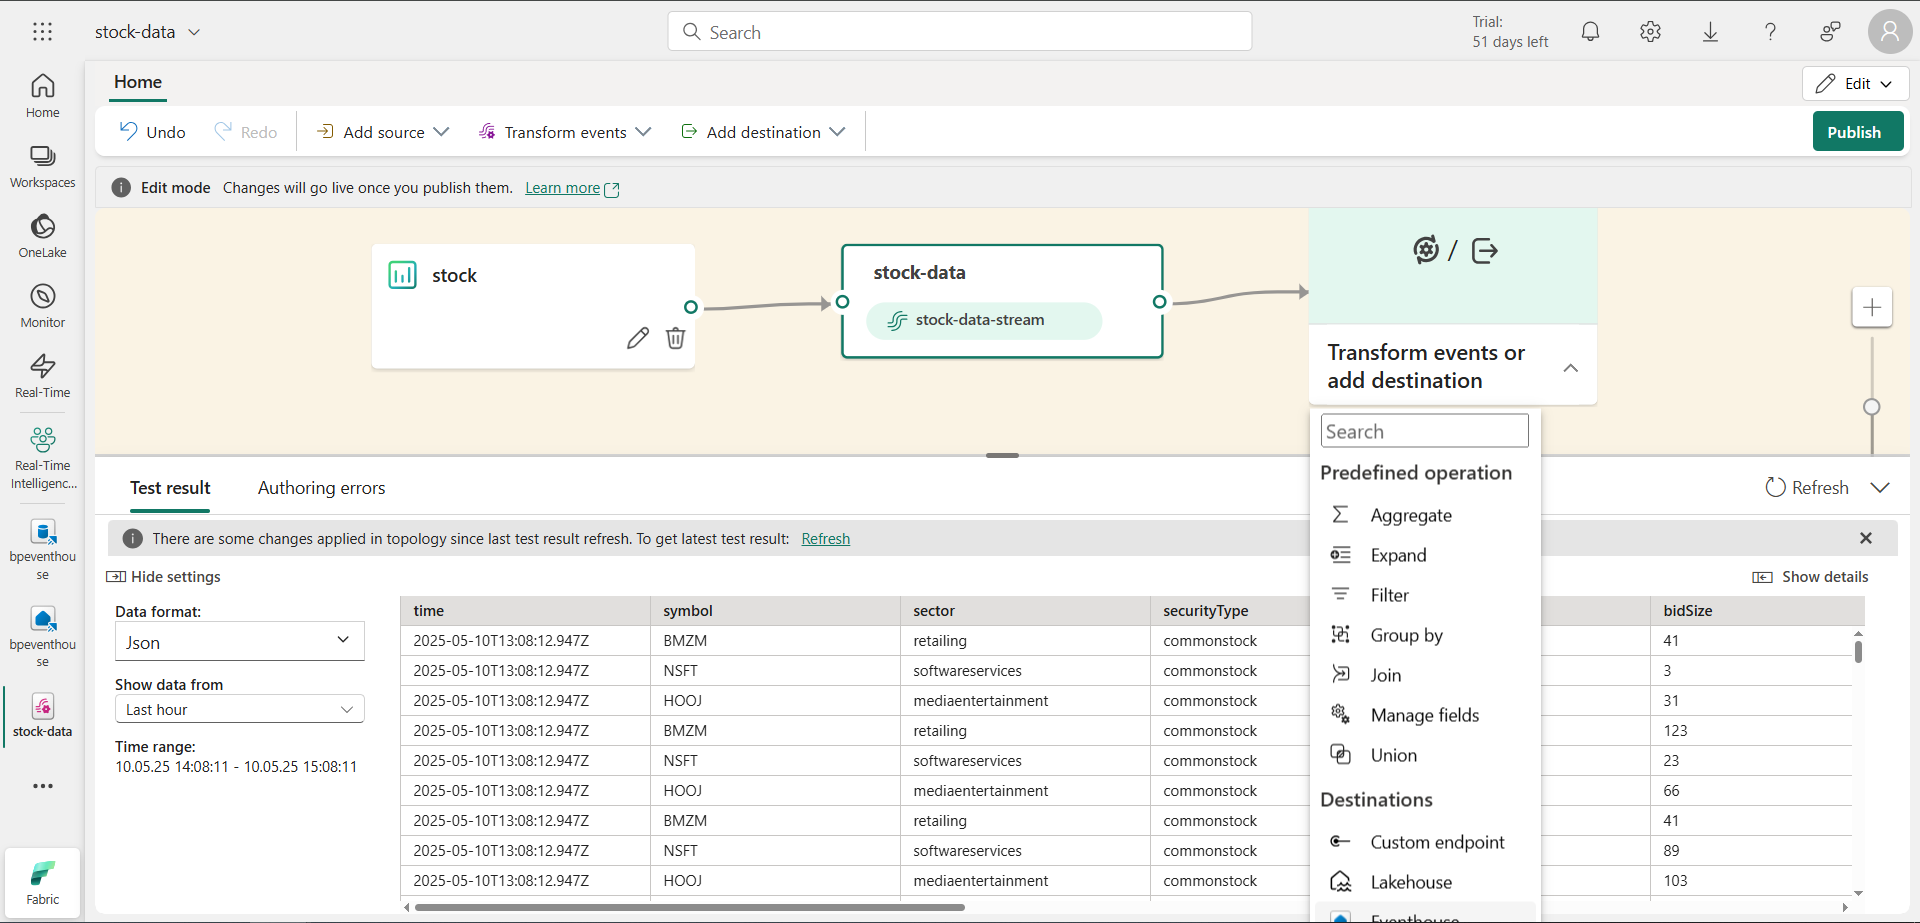 stock-data
Search
Trial:
51 days left
Home
Workspaces
OneLake
Monitor
Real-Time
Real-Time
Intelligenc...
bpeventhou
se
bpeventhou
se
stock-data
Fabric
Home
Edit
Undo
Redo
Add source
Transform events
Add destination
Publish
Edit mode Changes will go live once you publish them. Learn more
stock
stock-data
stock-data-stream
/
Transform events or
add destination
Search
Predefined operation
Aggregate
Expand
Filter
Group by
Join
Manage fields
Union
Destinations
Custom endpoint
Lakehouse
Eventhouse
Test result
Authoring errors
Refresh
There are some changes applied in topology since last test result refresh. To get latest test result: Refresh
Hide settings
Show details
Data format:
Json
Show data from
Last hour
Time range:
10.05.25 14:08:11 - 10.05.25 15:08:11
time symbol sector securityType bidSize
2025-05-10T13:08:12.947Z BMZM retailing commonstock 41
2025-05-10T13:08:12.947Z NSFT softwareservices commonstock 3
2025-05-10T13:08:12.947Z HOOJ mediaentertainment commonstock 31
2025-05-10T13:08:12.947Z BMZM retailing commonstock 123
2025-05-10T13:08:12.947Z NSFT softwareservices commonstock 23
2025-05-10T13:08:12.947Z HOOJ mediaentertainment commonstock 66
2025-05-10T13:08:12.947Z BMZM retailing commonstock 41
2025-05-10T13:08:12.947Z NSFT softwareservices commonstock 89
2025-05-10T13:08:12.947Z HOOJ mediaentertainment commonstock 103